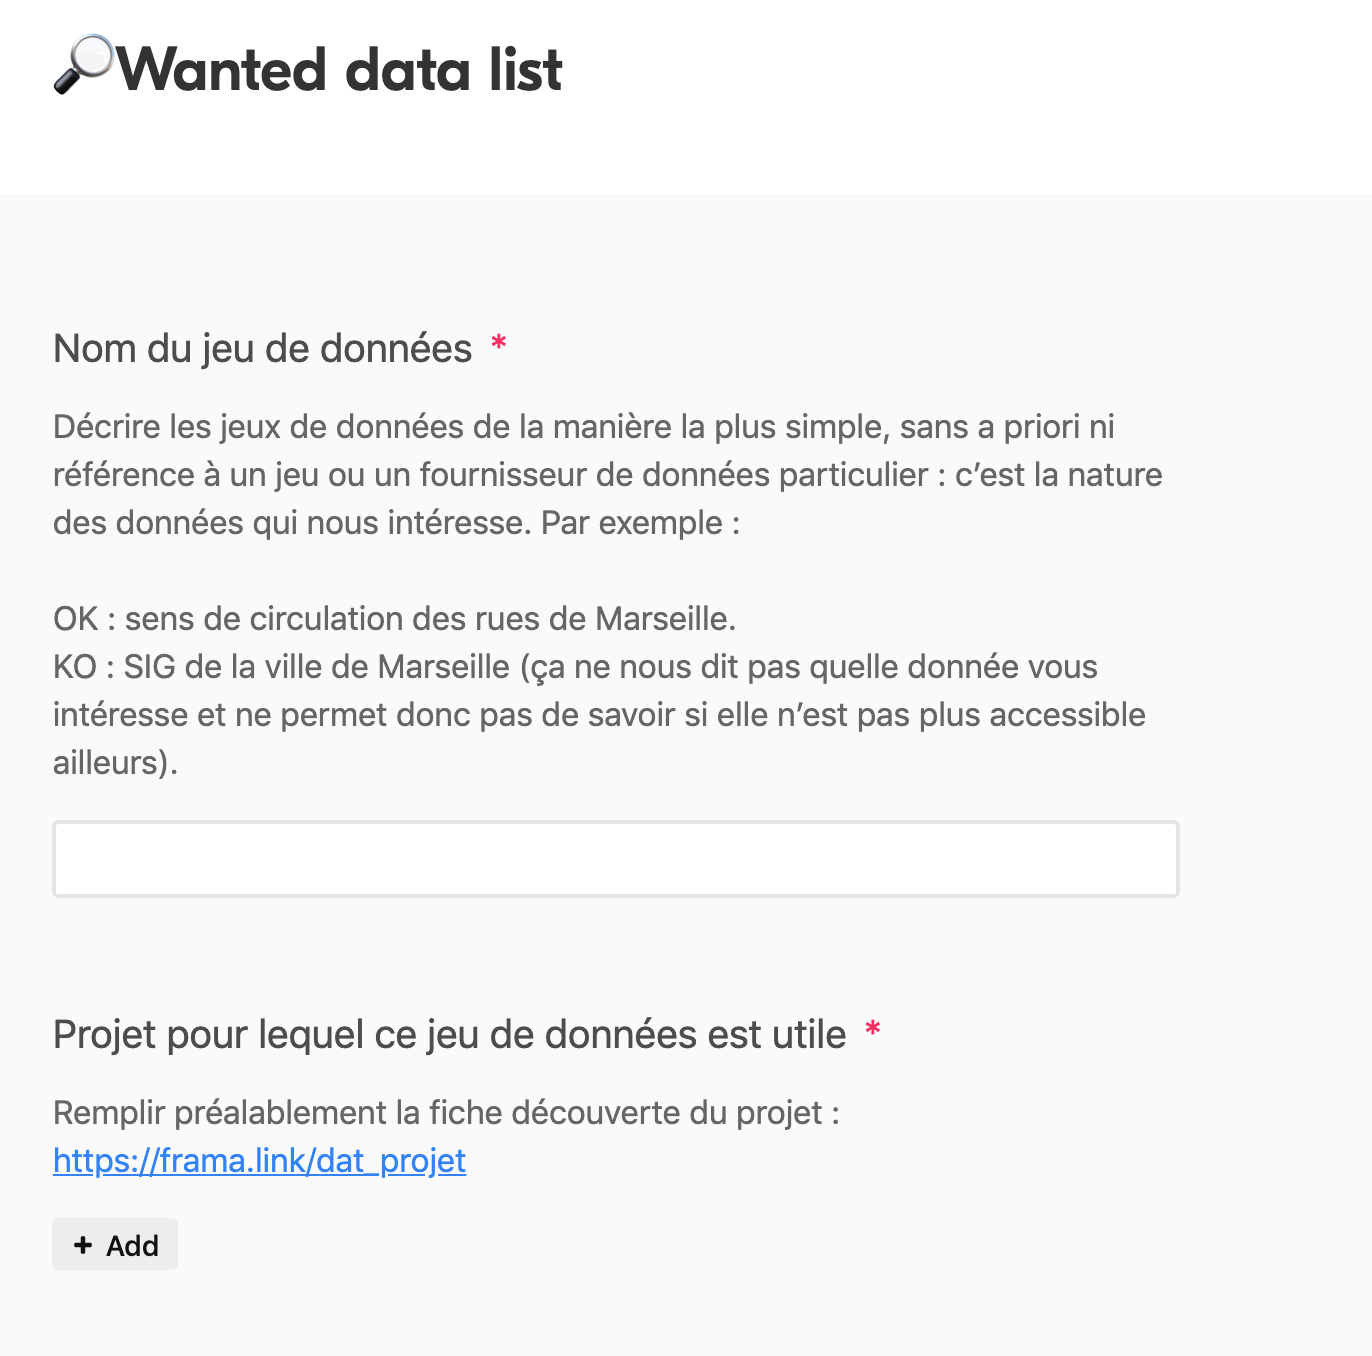 Wanted data list
Nom du jeu de données *
Décrire les jeux de données de la manière la plus simple, sans a priori ni
référence à un jeu ou un fournisseur de données particulier : c’est la nature
des données qui nous intéresse. Par exemple :
OK : sens de circulation des rues de Marseille.
KO : SIG de la ville de Marseille (ça ne nous dit pas quelle donnée vous
intéresse et ne permet donc pas de savoir si elle n’est pas plus accessible
ailleurs).
Projet pour lequel ce jeu de données est utile *
Remplir préalablement la fiche découverte du projet :
https://frama.link/dat_projet
+ Add